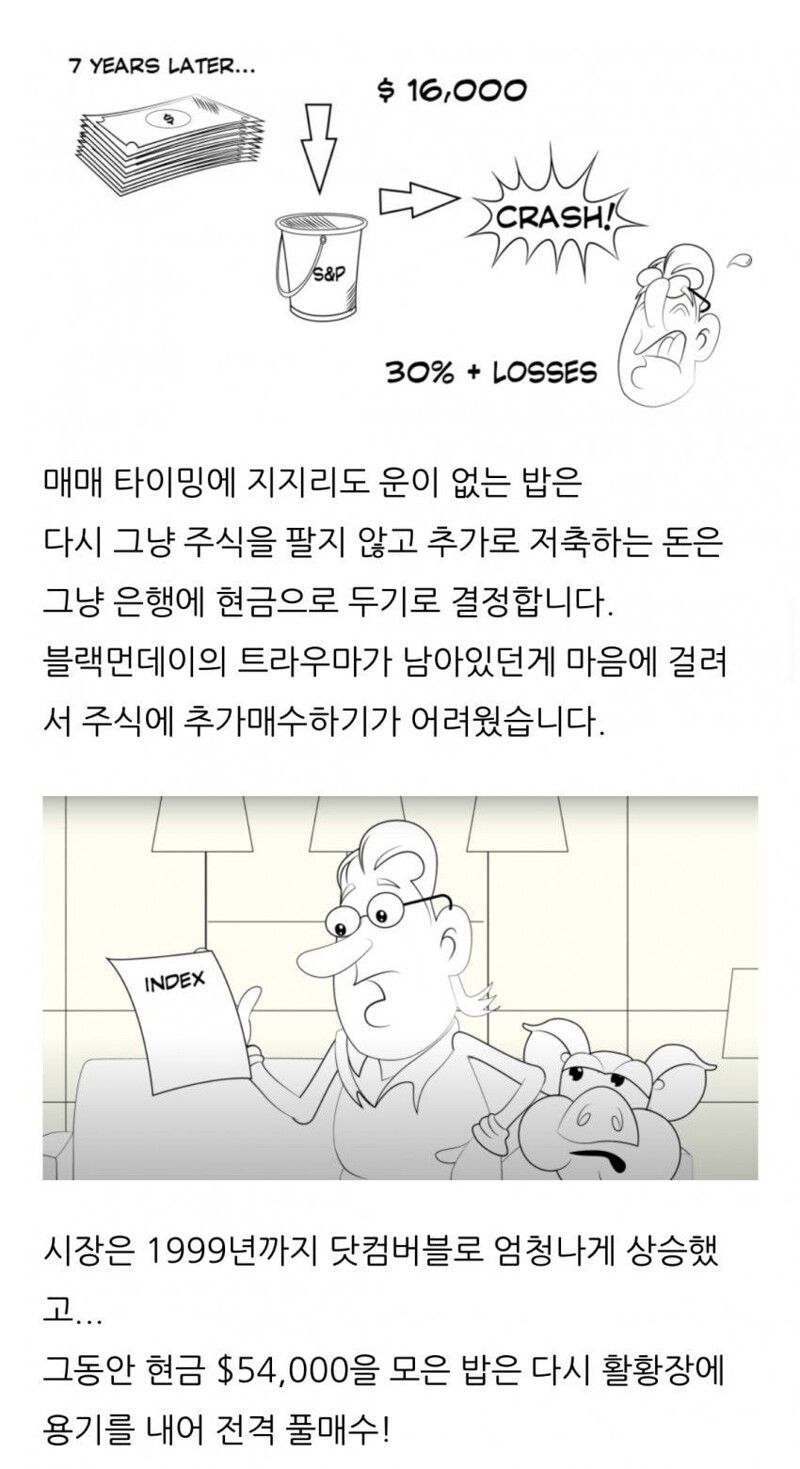 7 YEARS LATER...
$ 16,000
CRASH!
S&P
30% + LOSSES
매매 타이밍에 지지리도 운이 없는 밥은
다시 그냥 주식을 팔지 않고 추가로 저축하는 돈은
그냥 은행에 현금으로 두기로 결정합니다.
블랙먼데이의 트라우마가 남아있던게 마음에 걸려
서 주식에 추가매수하기가 어려웠습니다.
INDEX
시장은 1999년까지 닷컴버블로 엄청나게 상승했
고...
그동안 현금 $54,000을 모은 밥은 다시 활황장에
용기를 내어 전격 풀매수!